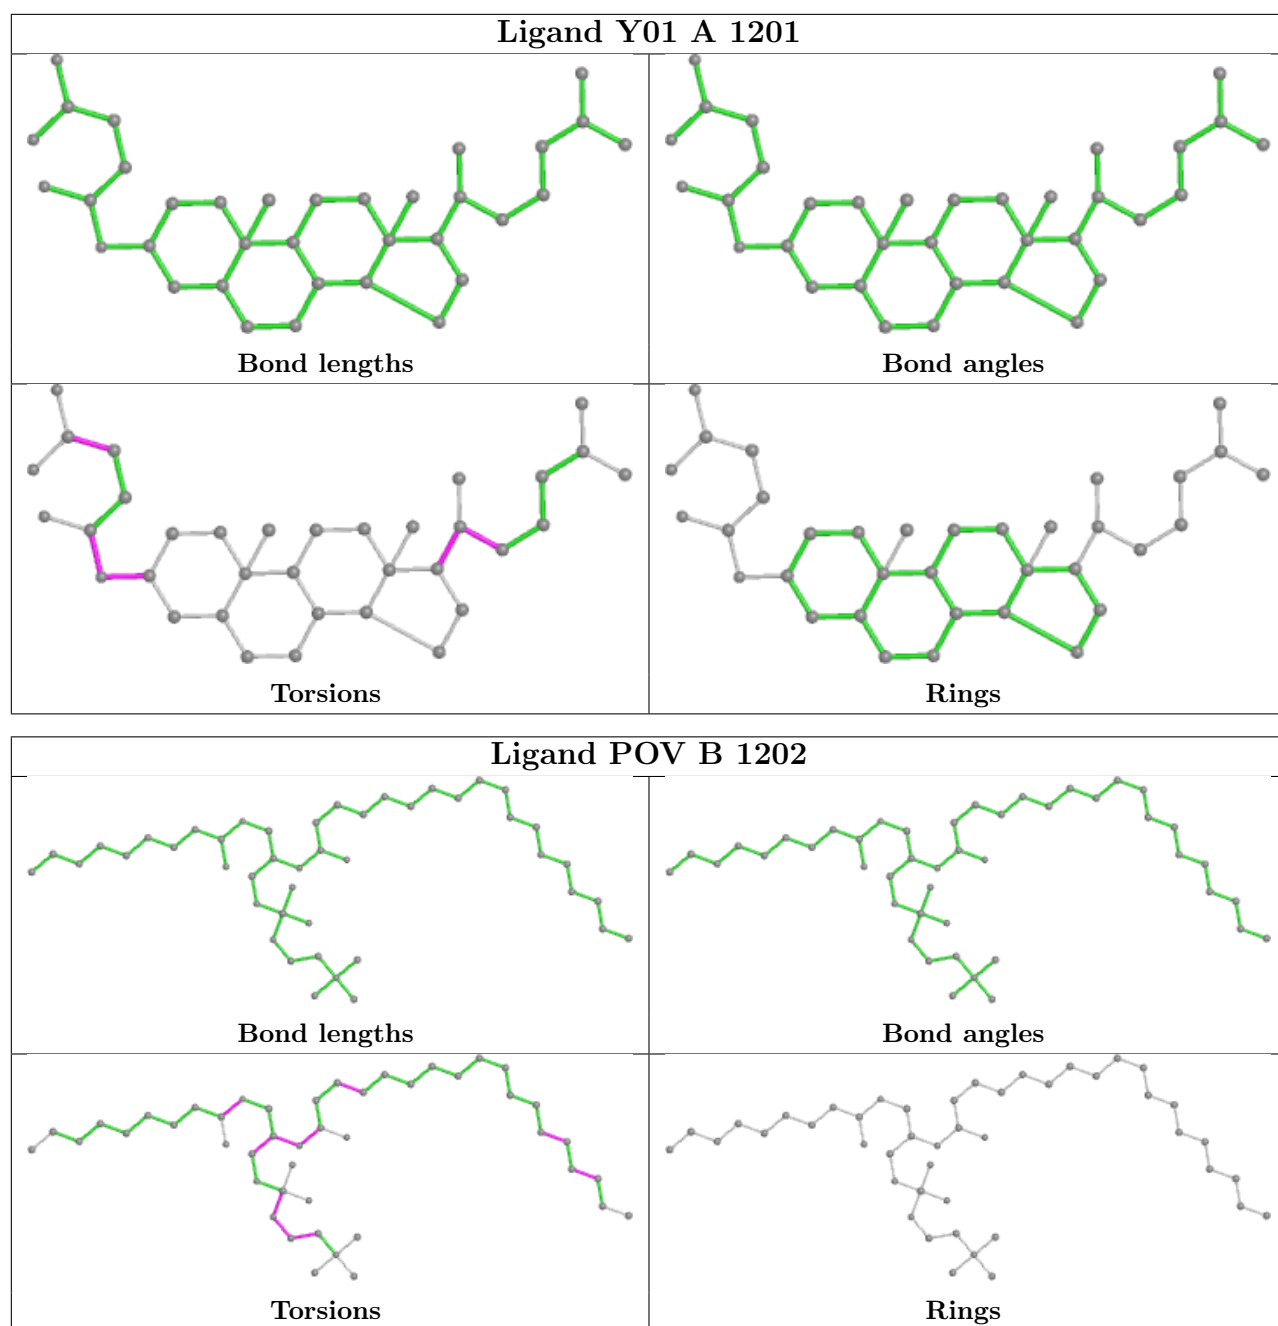 Ligand Y01 A 1201
Bond lengths
Bond angles
Torsions
Rings
Ligand POV B 1202
Bond lengths
Bond angles
Torsions
Rings